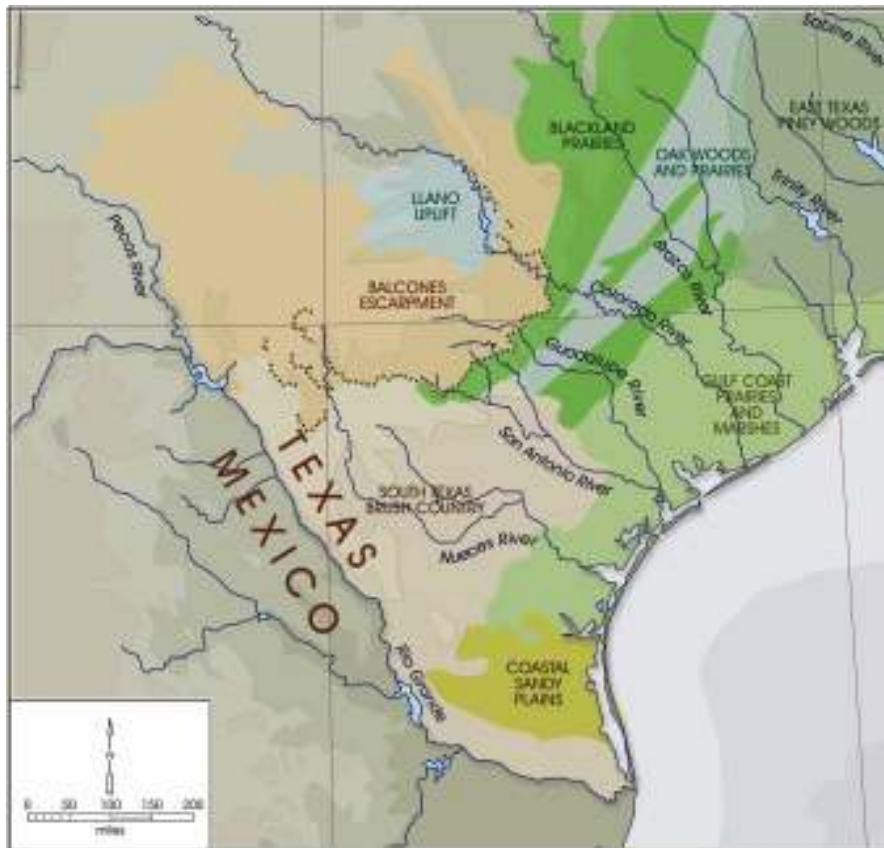 Sabine River
EAST TEXAS
PINEY WOODS
BLACKLAND
PRAIRIES
OAK WOODS
AND PRAIRIES
Trinity River
LLANO
UPLIFT
Pecos River
Brazos River
BALCONES
ESCARPMENT
Colorado River
Guadalupe River
GULF COAST
PRAIRIES
AND
MARSHES
TEXAS
MEXICO
San Antonio River
SOUTH TEXAS
BRUSH COUNTRY
Nueces River
Rio Grande
COASTAL
SANDY
PLAINS
0 50 100 150 200
miles